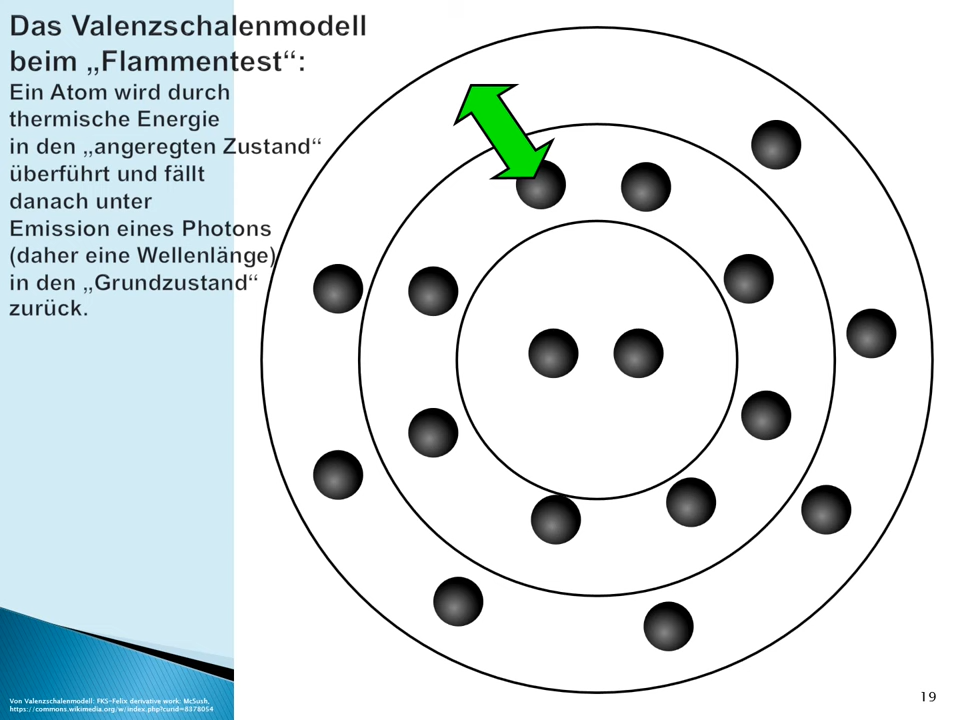 Das Valenzschalenmodell
beim „Flammentest“:
Ein Atom wird durch
thermische Energie
in den „angeregten Zustand“
überführt und fällt
danach unter
Emission eines Photons
(daher eine Wellenlänge)
in den „Grundzustand“
zurück.
Von Valenzschalenmodell: FKS-Felix derivative work: McSush,
https://commons.wikimedia.org/w/index.php?curid=8378054
19